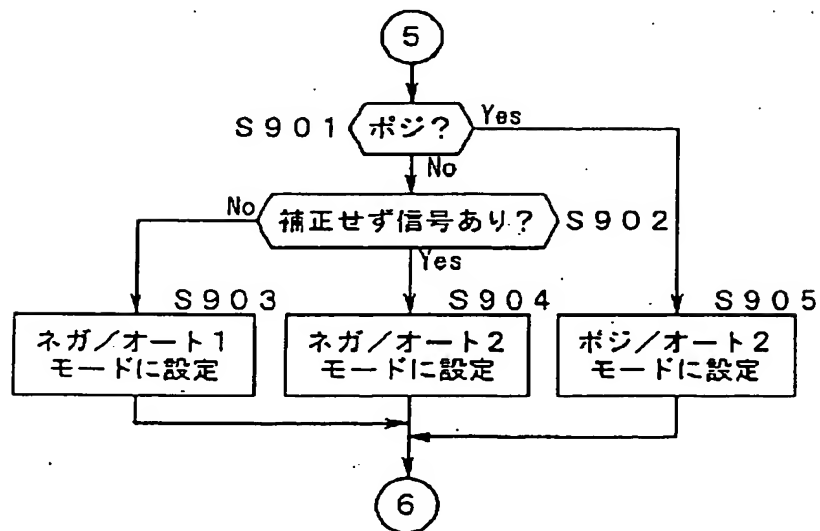 5
S901 ポジ? Yes
No
No 補正せず信号あり? S902
Yes
S903 S904 S905
ネガ/オート1
モードに設定
ネガ/オート2
モードに設定
ポジ/オート2
モードに設定
6